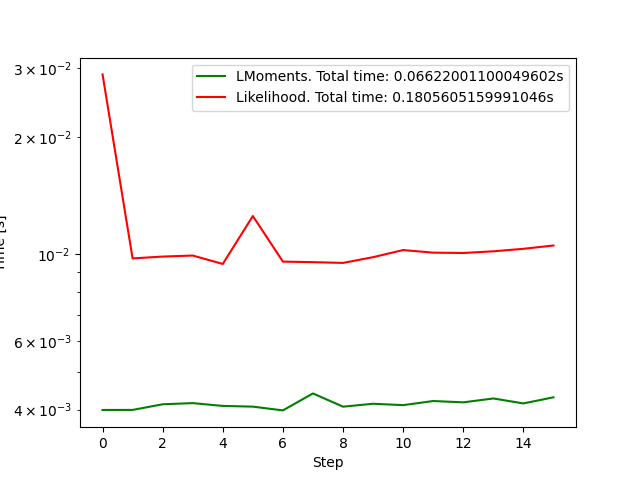 LMoments. Total time: 0.06622001100049602s
Likelihood. Total time: 0.1805605159991046s
3 × 10⁻²
2 × 10⁻²
10⁻²
6 × 10⁻³
4 × 10⁻³
Time [s]
0 2 4 6 8 10 12 14
Step